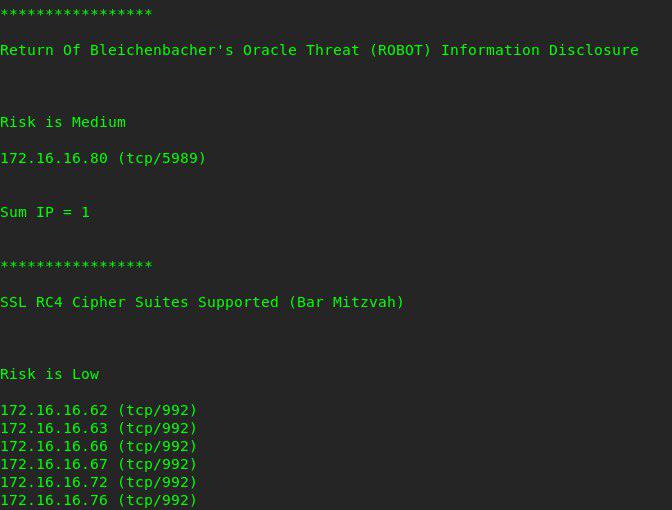 *****************
Return Of Bleichenbacher's Oracle Threat (ROBOT) Information Disclosure
Risk is Medium
172.16.16.80 (tcp/5989)
Sum IP = 1
*****************
SSL RC4 Cipher Suites Supported (Bar Mitzvah)
Risk is Low
172.16.16.62 (tcp/992)
172.16.16.63 (tcp/992)
172.16.16.66 (tcp/992)
172.16.16.67 (tcp/992)
172.16.16.72 (tcp/992)
172.16.16.76 (tcp/992)